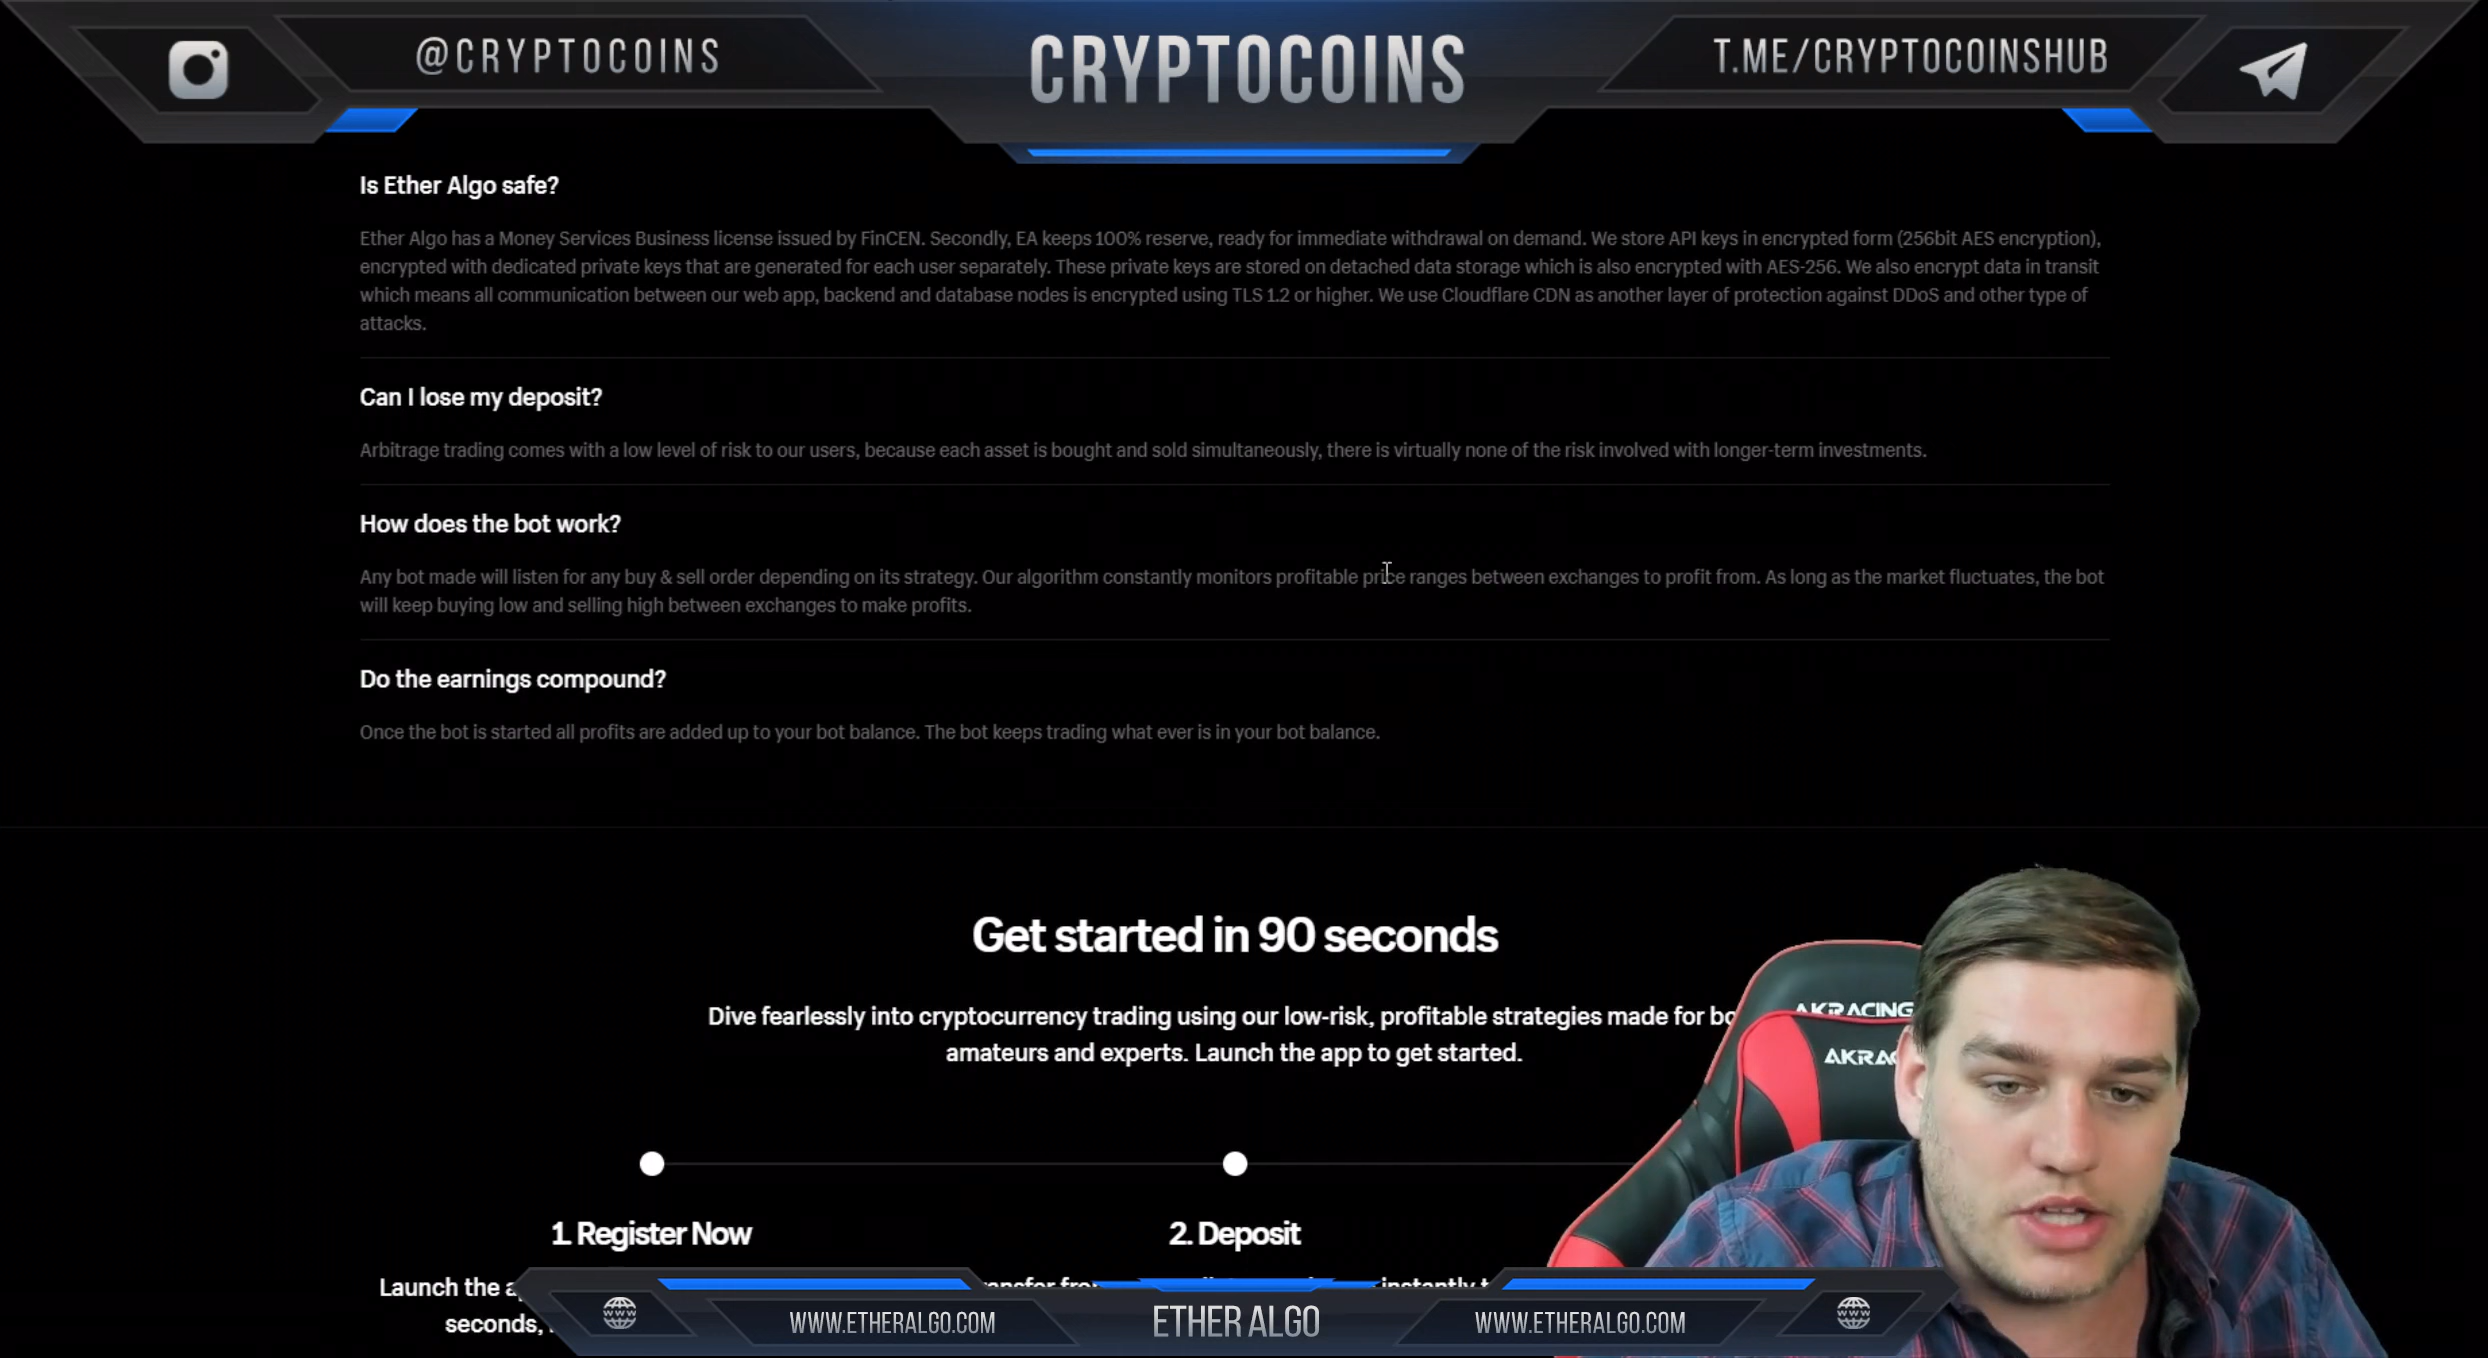 @CRYPTOCOINS
CRYPTOCOINS
T.ME/CRYPTOCOINSHUB
Is Ether Algo safe?
Ether Algo has a Money Services Business license issued by FinCEN. Secondly, EA keeps 100% reserve, ready for immediate withdrawal on demand. We store API keys in encrypted form (256bit AES encryption),
encrypted with dedicated private keys that are generated for each user separately. These private keys are stored on detached data storage which is also encrypted with AES-256. We also encrypt data in transit
which means all communication between our web app, backend and database nodes is encrypted using TLS 1.2 or higher. We use Cloudflare CDN as another layer of protection against DDoS and other type of
attacks.
Can I lose my deposit?
Arbitrage trading comes with a low level of risk to our users, because each asset is bought and sold simultaneously, there is virtually none of the risk involved with longer-term investments.
How does the bot work?
Any bot made will listen for any buy & sell order depending on its strategy. Our algorithm constantly monitors profitable price ranges between exchanges to profit from. As long as the market fluctuates, the bot
will keep buying low and selling high between exchanges to make profits.
Do the earnings compound?
Once the bot is started all profits are added up to your bot balance. The bot keeps trading what ever is in your bot balance.
Get started in 90 seconds
Dive fearlessly into cryptocurrency trading using our low-risk, profitable strategies made for
amateurs and experts. Launch the app to get started.
AKRACING
1. Register Now
2. Deposit
Launch the
instantly
seconds,
WWW
WWW.ETHERALGO.COM
ETHER ALGO
WWW.ETHERALGO.COM
WWW